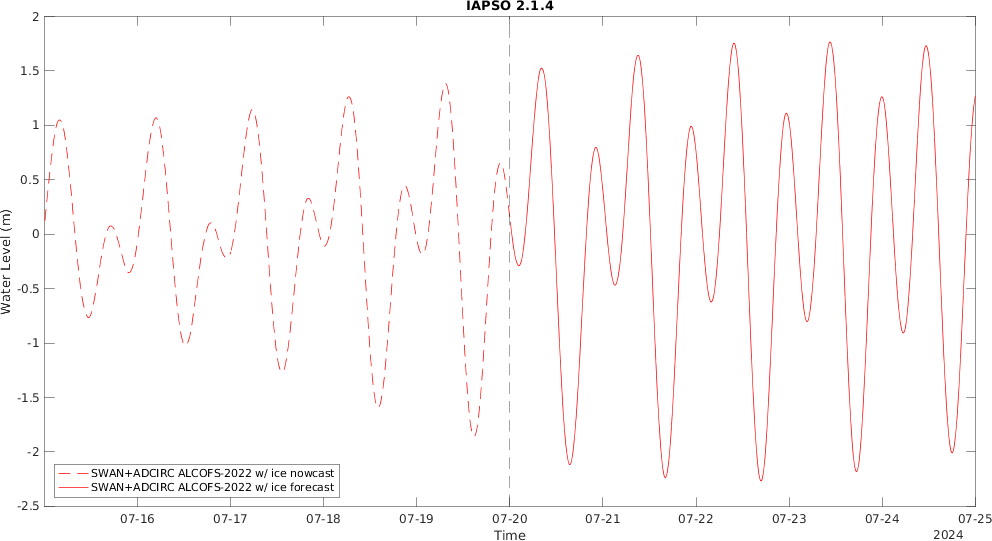 IAPSO 2.1.4
2
1.5
1
0.5
0
-0.5
-1
-1.5
-2
-2.5
Water Level (m)
SWAN+ADCIRC ALCOFS-2022 w/ ice nowcast
SWAN+ADCIRC ALCOFS-2022 w/ ice forecast
07-16 07-17 07-18 07-19 07-20 07-21 07-22 07-23 07-24 07-25
Time
2024